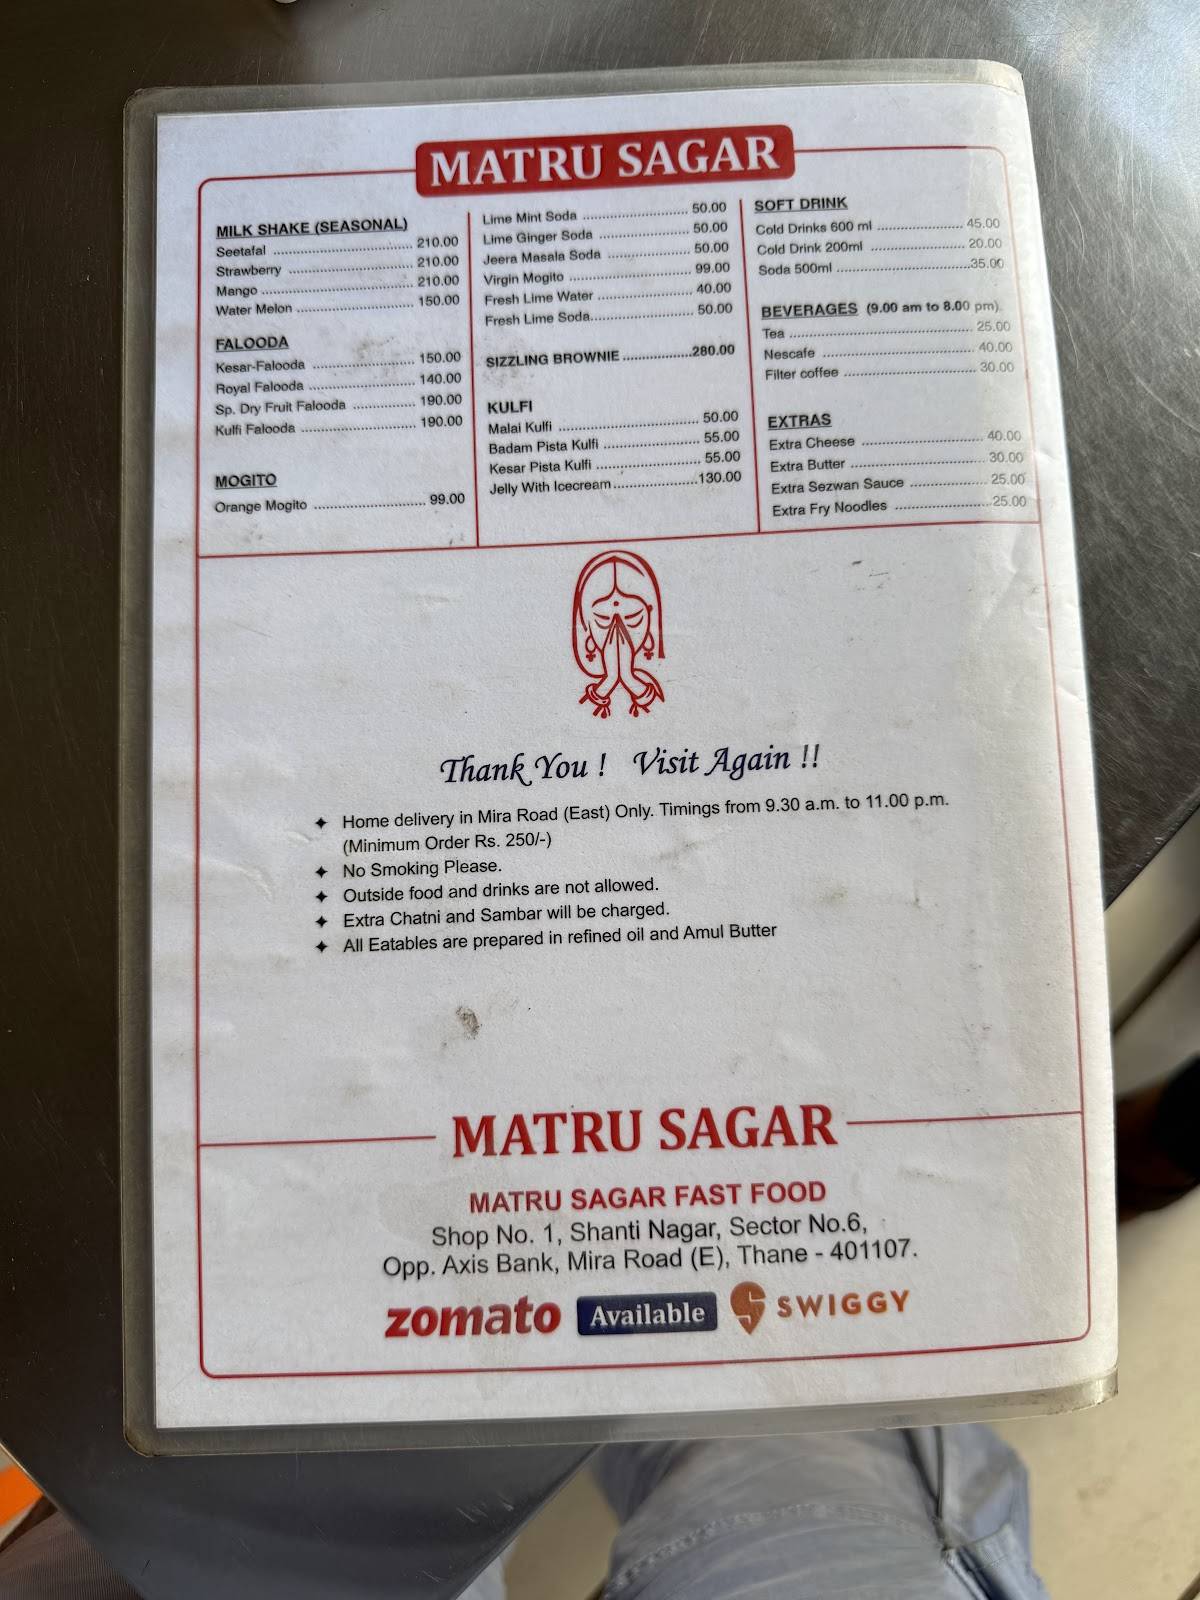 MATRU SAGAR
MILK SHAKE (SEASONAL)
Seetafal ........ 210.00
Strawberry ........ 210.00
Mango ........ 210.00
Water Melon ........ 150.00
FALOODA
Kesar-Falooda ........ 150.00
Royal Falooda ........ 140.00
Sp. Dry Fruit Falooda ........ 190.00
Kulfi Falooda ........ 190.00
MOGITO
Orange Mogito ........ 99.00
Lime Mint Soda ........ 50.00
Lime Ginger Soda ........ 50.00
Jeera Masala Soda ........ 50.00
Virgin Mogito ........ 99.00
Fresh Lime Water ........ 40.00
Fresh Lime Soda ........ 50.00
SIZZLING BROWNIE ........ 280.00
KULFI
Malai Kulfi ........ 50.00
Badam Pista Kulfi ........ 55.00
Kesar Pista Kulfi ........ 55.00
Jelly With Icecream ........ 130.00
SOFT DRINK
Cold Drinks 600 ml ........ 45.00
Cold Drink 200ml ........ 20.00
Soda 500ml ........ 35.00
BEVERAGES (9.00 am to 8.00 pm)
Tea ........ 25.00
Nescafe ........ 40.00
Filter coffee ........ 30.00
EXTRAS
Extra Cheese ........ 40.00
Extra Butter ........ 30.00
Extra Sezwan Sauce ........ 25.00
Extra Fry Noodles ........ 25.00
Thank You ! Visit Again !!
✦ Home delivery in Mira Road (East) Only. Timings from 9.30 a.m. to 11.00 p.m.
(Minimum Order Rs. 250/-)
✦ No Smoking Please.
✦ Outside food and drinks are not allowed.
✦ Extra Chatni and Sambar will be charged.
✦ All Eatables are prepared in refined oil and Amul Butter
MATRU SAGAR
MATRU SAGAR FAST FOOD
Shop No. 1, Shanti Nagar, Sector No.6,
Opp. Axis Bank, Mira Road (E), Thane - 401107.
zomato Available SWIGGY